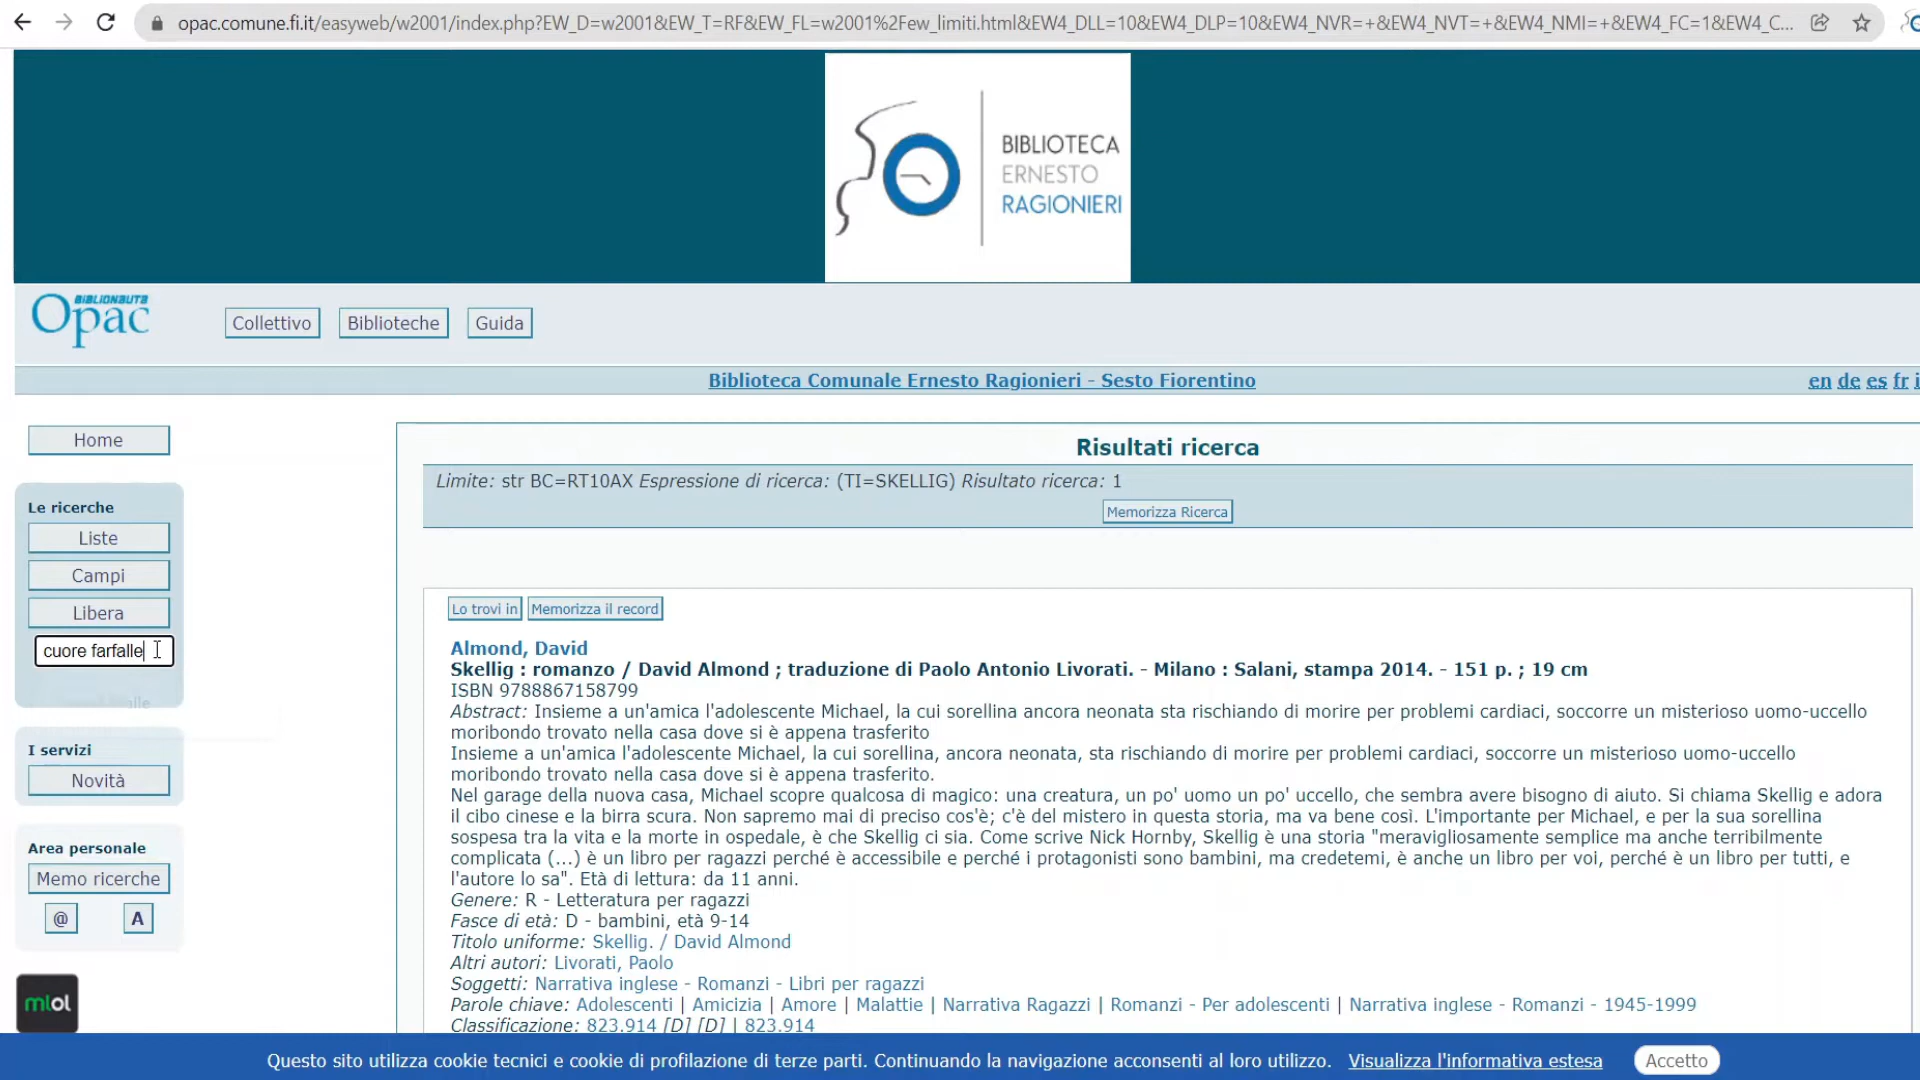 opac.comune.fi.it/easyweb/w2001/index.php?EW_D=w2001&EW_T=RF&EW_FL=w2001%2Few_limiti.html&EW4_DLL=10&EW4_DLP=10&EW4_NVR=+&EW4_NVT=+&EW4_NMI=+&EW4_FC=1&EW4_C...
BIBLIOTECA
ERNESTO
RAGIONIERI
BIBLIONAUTA
Opac
Collettivo Biblioteche Guida
Biblioteca Comunale Ernesto Ragionieri - Sesto Fiorentino
en de es fr i
Home
Risultati ricerca
Limite: str BC=RT10AX Espressione di ricerca: (TI=SKELLIG) Risultato ricerca: 1
Memorizza Ricerca
Le ricerche
Liste
Campi
Libera
cuore farfalle
I servizi
Novità
Area personale
Memo ricerche
@ A
mlol
Lo trovi in Memorizza il record
Almond, David
Skellig : romanzo / David Almond ; traduzione di Paolo Antonio Livorati. - Milano : Salani, stampa 2014. - 151 p. ; 19 cm
ISBN 9788867158799
Abstract: Insieme a un'amica l'adolescente Michael, la cui sorellina ancora neonata sta rischiando di morire per problemi cardiaci, soccorre un misterioso uomo-uccello
moribondo trovato nella casa dove si è appena trasferito
Insieme a un'amica l'adolescente Michael, la cui sorellina, ancora neonata, sta rischiando di morire per problemi cardiaci, soccorre un misterioso uomo-uccello
moribondo trovato nella casa dove si è appena trasferito.
Nel garage della nuova casa, Michael scopre qualcosa di magico: una creatura, un po' uomo un po' uccello, che sembra avere bisogno di aiuto. Si chiama Skellig e adora
il cibo cinese e la birra scura. Non sapremo mai di preciso cos'è; c'è del mistero in questa storia, ma va bene così. L'importante per Michael, e per la sua sorellina
sospesa tra la vita e la morte in ospedale, è che Skellig ci sia. Come scrive Nick Hornby, Skellig è una storia "meravigliosamente semplice ma anche terribilmente
complicata (...) è un libro per ragazzi perché è accessibile e perché i protagonisti sono bambini, ma credetemi, è anche un libro per voi, perché è un libro per tutti, e
l'autore lo sa". Età di lettura: da 11 anni.
Genere: R - Letteratura per ragazzi
Fasce di età: D - bambini, età 9-14
Titolo uniforme: Skellig. / David Almond
Altri autori: Livorati, Paolo
Soggetti: Narrativa inglese - Romanzi - Libri per ragazzi
Parole chiave: Adolescenti | Amicizia | Amore | Malattie | Narrativa Ragazzi | Romanzi - Per adolescenti | Narrativa inglese - Romanzi - 1945-1999
Classificazione: 823.914 [D] [D] | 823.914
Questo sito utilizza cookie tecnici e cookie di profilazione di terze parti. Continuando la navigazione acconsenti al loro utilizzo. Visualizza l'informativa estesa Accetto